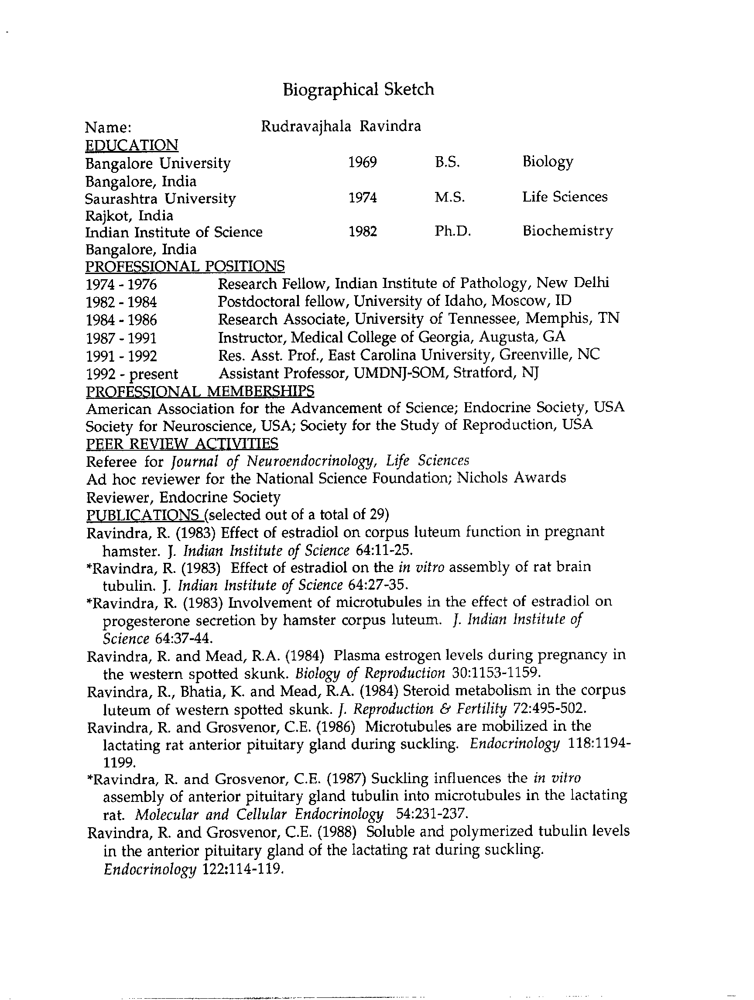 Biographical Sketch
Name: Rudravajhala Ravindra
EDUCATION
Bangalore University 1969 B.S. Biology
Bangalore, India
Saurashtra University 1974 M.S. Life Sciences
Rajkot, India
Indian Institute of Science 1982 Ph.D. Biochemistry
Bangalore, India
PROFESSIONAL POSITIONS
1974 - 1976 Research Fellow, Indian Institute of Pathology, New Delhi
1982 - 1984 Postdoctoral fellow, University of Idaho, Moscow, ID
1984 - 1986 Research Associate, University of Tennessee, Memphis, TN
1987 - 1991 Instructor, Medical College of Georgia, Augusta, GA
1991 - 1992 Res. Asst. Prof., East Carolina University, Greenville, NC
1992 - present Assistant Professor, UMDNJ-SOM, Stratford, NJ
PROFESSIONAL MEMBERSHIPS
American Association for the Advancement of Science; Endocrine Society, USA
Society for Neuroscience, USA; Society for the Study of Reproduction, USA
PEER REVIEW ACTIVITIES
Referee for Journal of Neuroendocrinology, Life Sciences
Ad hoc reviewer for the National Science Foundation; Nichols Awards
Reviewer, Endocrine Society
PUBLICATIONS (selected out of a total of 29)
Ravindra, R. (1983) Effect of estradiol on corpus luteum function in pregnant
hamster. J. Indian Institute of Science 64:11-25.
*Ravindra, R. (1983) Effect of estradiol on the in vitro assembly of rat brain
tubulin. J. Indian Institute of Science 64:27-35.
*Ravindra, R. (1983) Involvement of microtubules in the effect of estradiol on
progesterone secretion by hamster corpus luteum. J. Indian Institute of
Science 64:37-44.
Ravindra, R. and Mead, R.A. (1984) Plasma estrogen levels during pregnancy in
the western spotted skunk. Biology of Reproduction 30:1153-1159.
Ravindra, R., Bhatia, K. and Mead, R.A. (1984) Steroid metabolism in the corpus
luteum of western spotted skunk. J. Reproduction & Fertility 72:495-502.
Ravindra, R. and Grosvenor, C.E. (1986) Microtubules are mobilized in the
lactating rat anterior pituitary gland during suckling. Endocrinology 118:1194-
1199.
*Ravindra, R. and Grosvenor, C.E. (1987) Suckling influences the in vitro
assembly of anterior pituitary gland tubulin into microtubules in the lactating
rat. Molecular and Cellular Endocrinology 54:231-237.
Ravindra, R. and Grosvenor, C.E. (1988) Soluble and polymerized tubulin levels
in the anterior pituitary gland of the lactating rat during suckling.
Endocrinology 122:114-119.